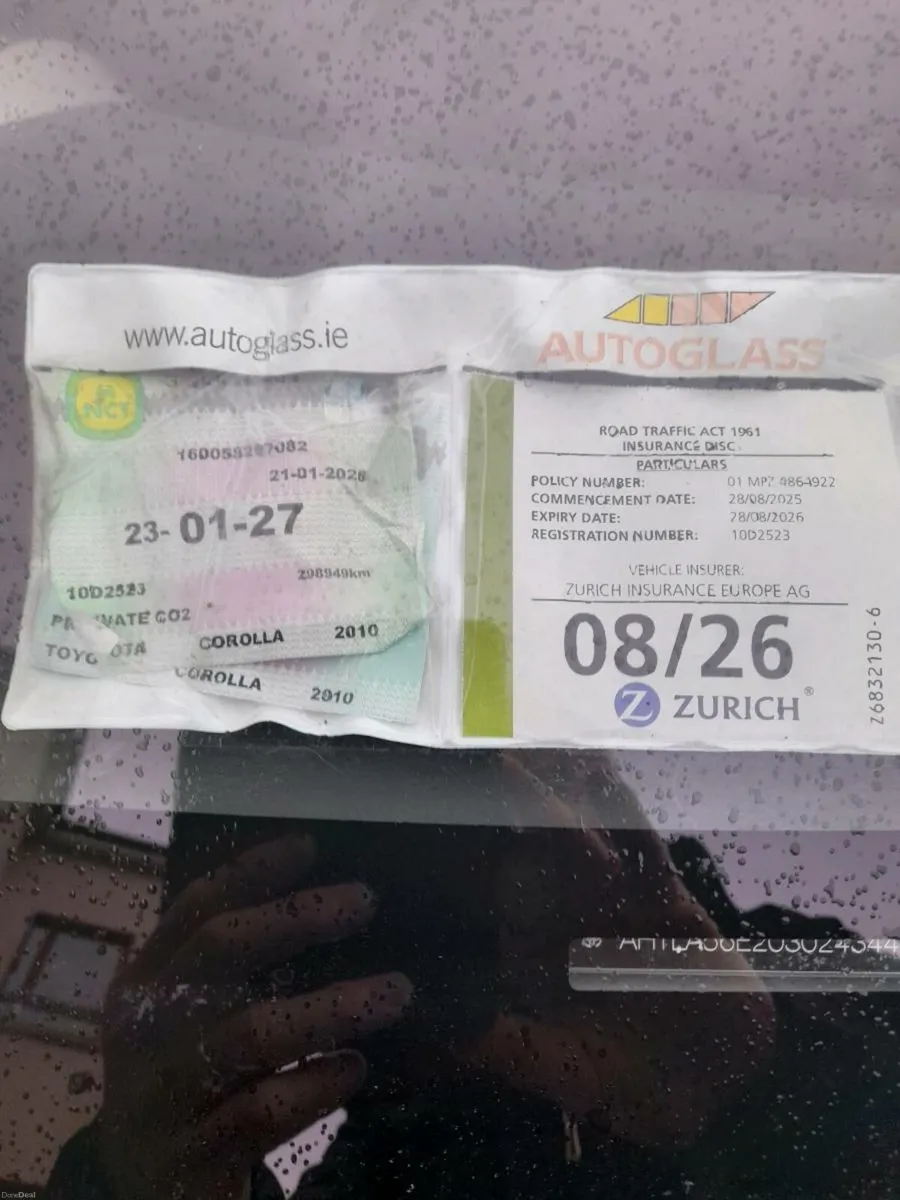 www.autoglass.ie
AUTOGLASS
NCT
21-01-2026
23-01-27
298949km
10D2523
COROLLA 2010
COROLLA
2010
ROAD TRAFFIC ACT 1961
INSURANCE DISC
PARTICULARS
POLICY NUMBER: 01 MPZ 4864922
COMMENCEMENT DATE: 28/08/2025
EXPIRY DATE: 28/08/2026
REGISTRATION NUMBER: 10D2523
VEHICLE INSURER:
ZURICH INSURANCE EUROPE AG
08/26
Z ZURICH®
Z6832130-6
DoneDeal